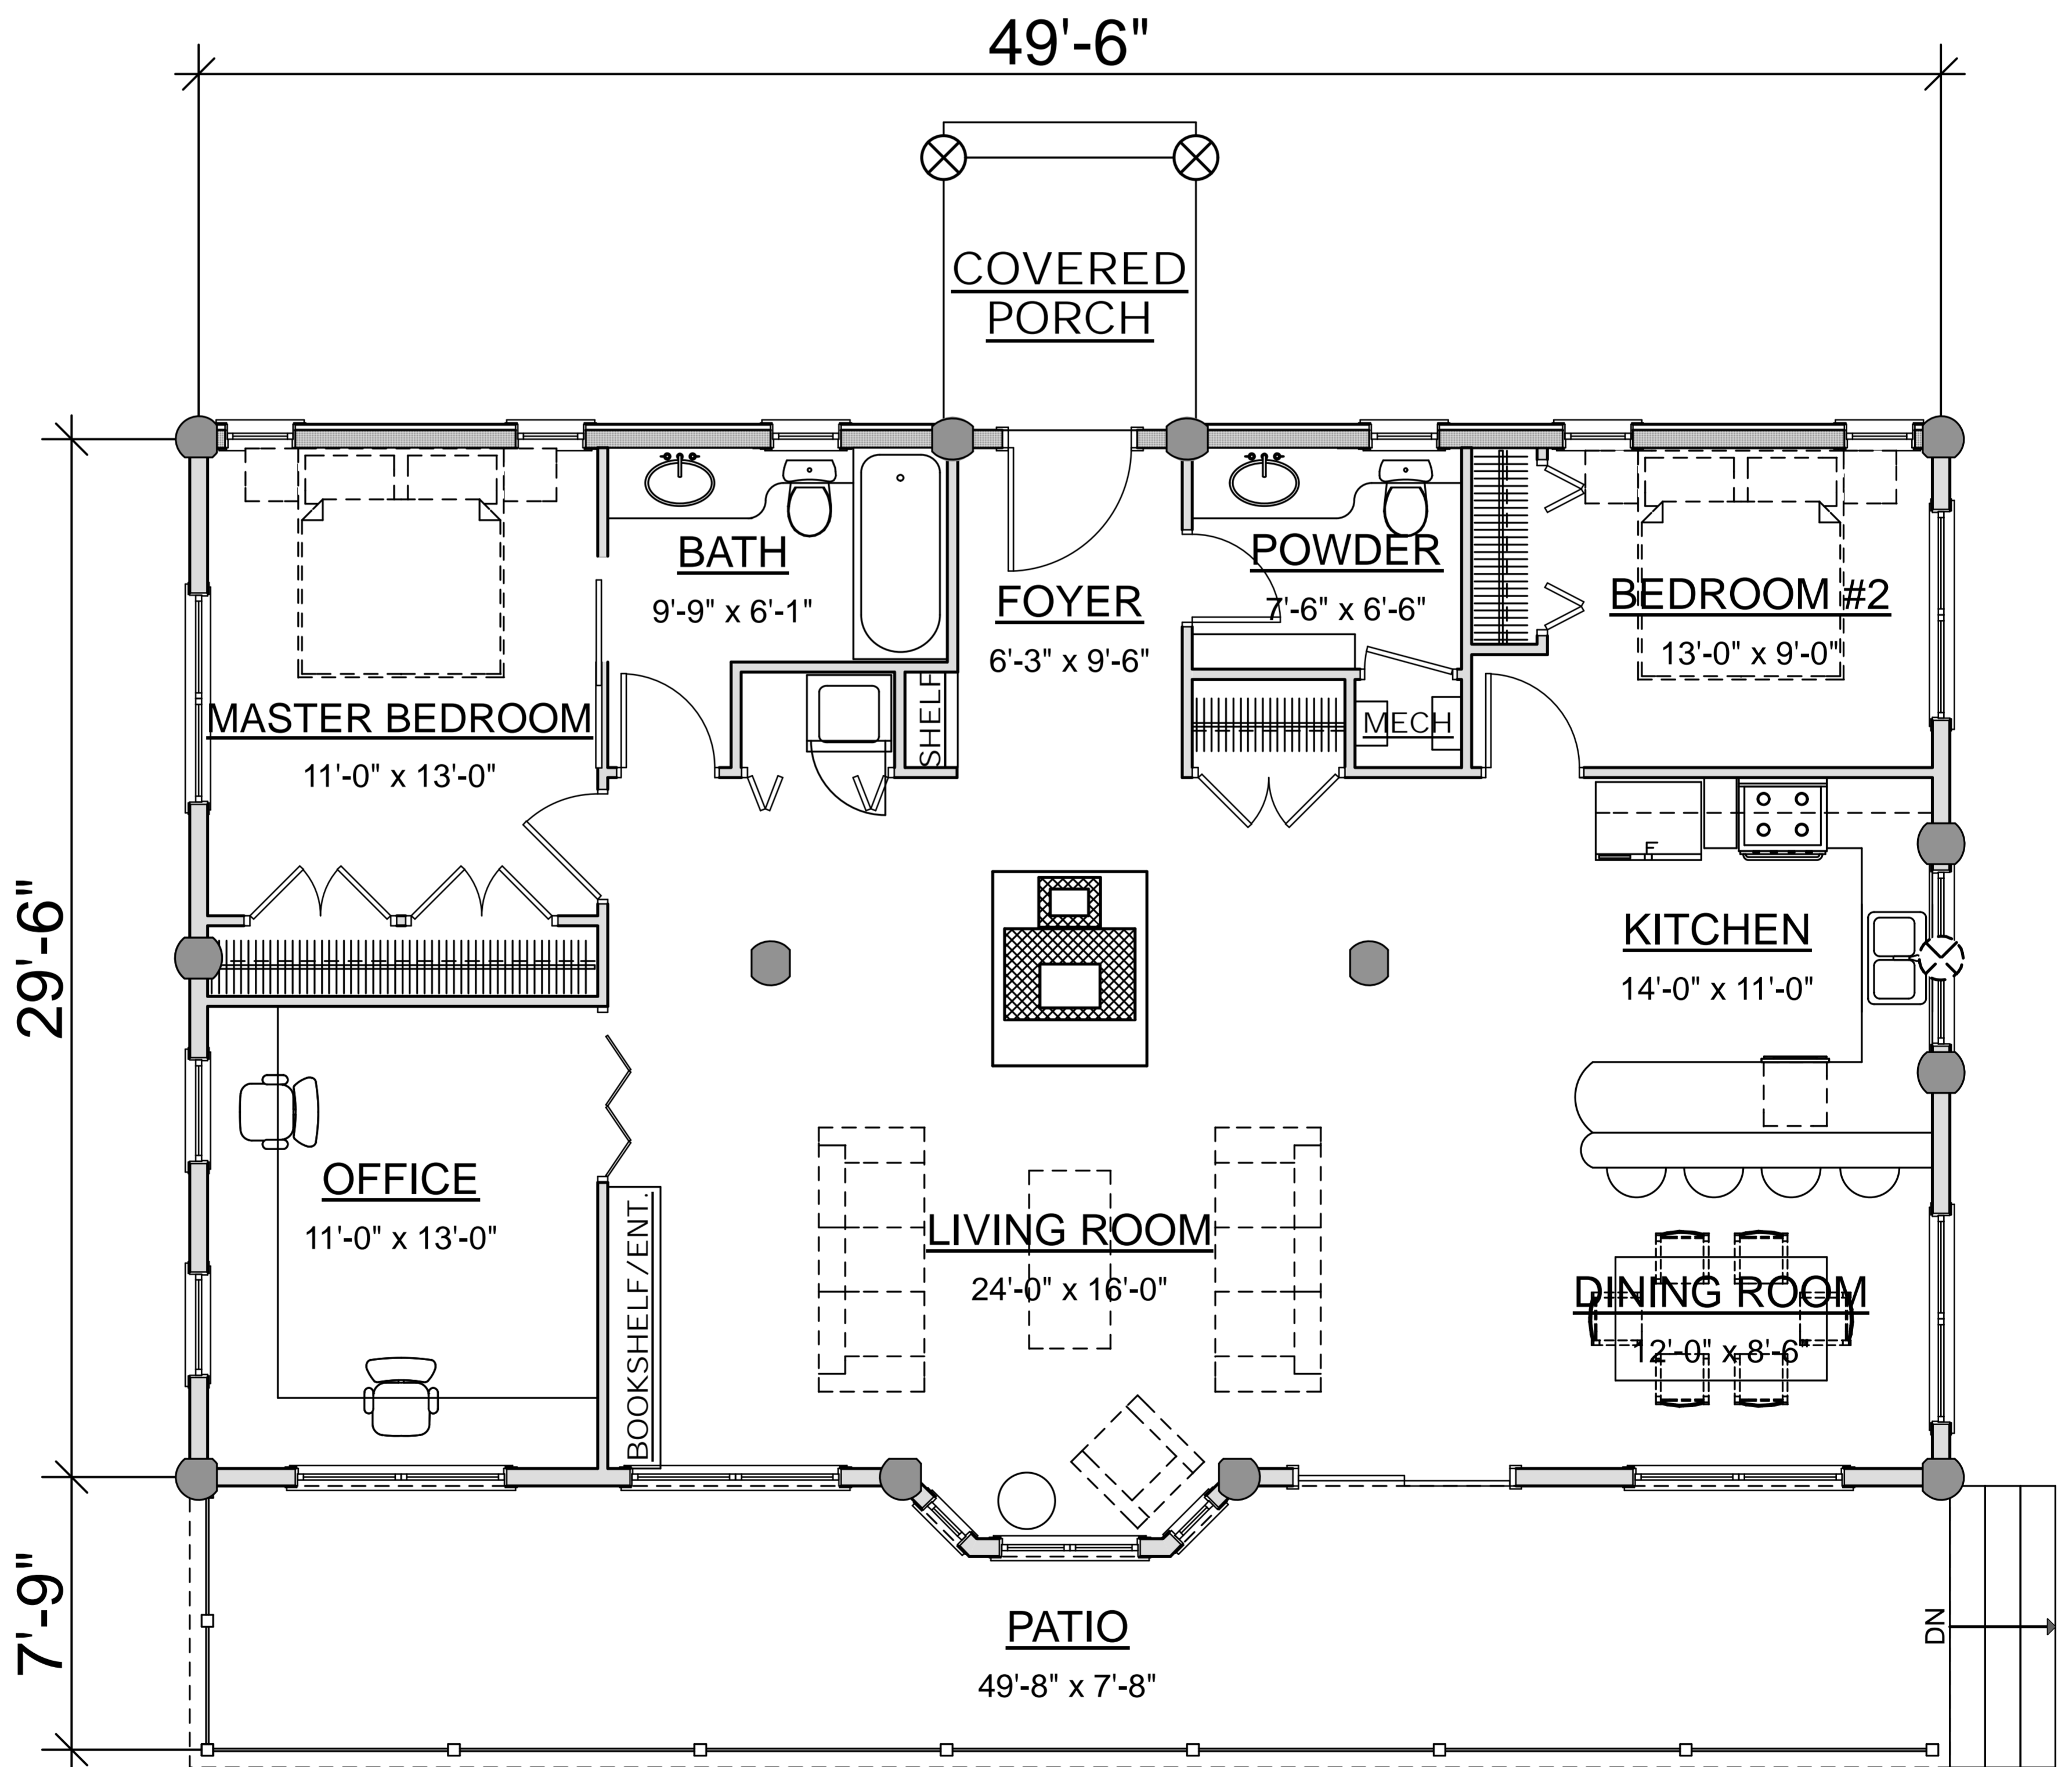 49'-6"
COVERED
PORCH
BATH
9'-9" x 6'-1"
FOYER
6'-3" x 9'-6"
POWDER
7'-6" x 6'-6"
BEDROOM #2
13'-0" x 9'-0"
MASTER BEDROOM
11'-0" x 13'-0"
SHELF
MECH
F
KITCHEN
14'-0" x 11'-0"
29'-6"
OFFICE
11'-0" x 13'-0"
BOOKSHELF/ENT.
LIVING ROOM
24'-0" x 16'-0"
DINING ROOM
12'-0" x 8'-6"
7'-9"
PATIO
49'-8" x 7'-8"
DN